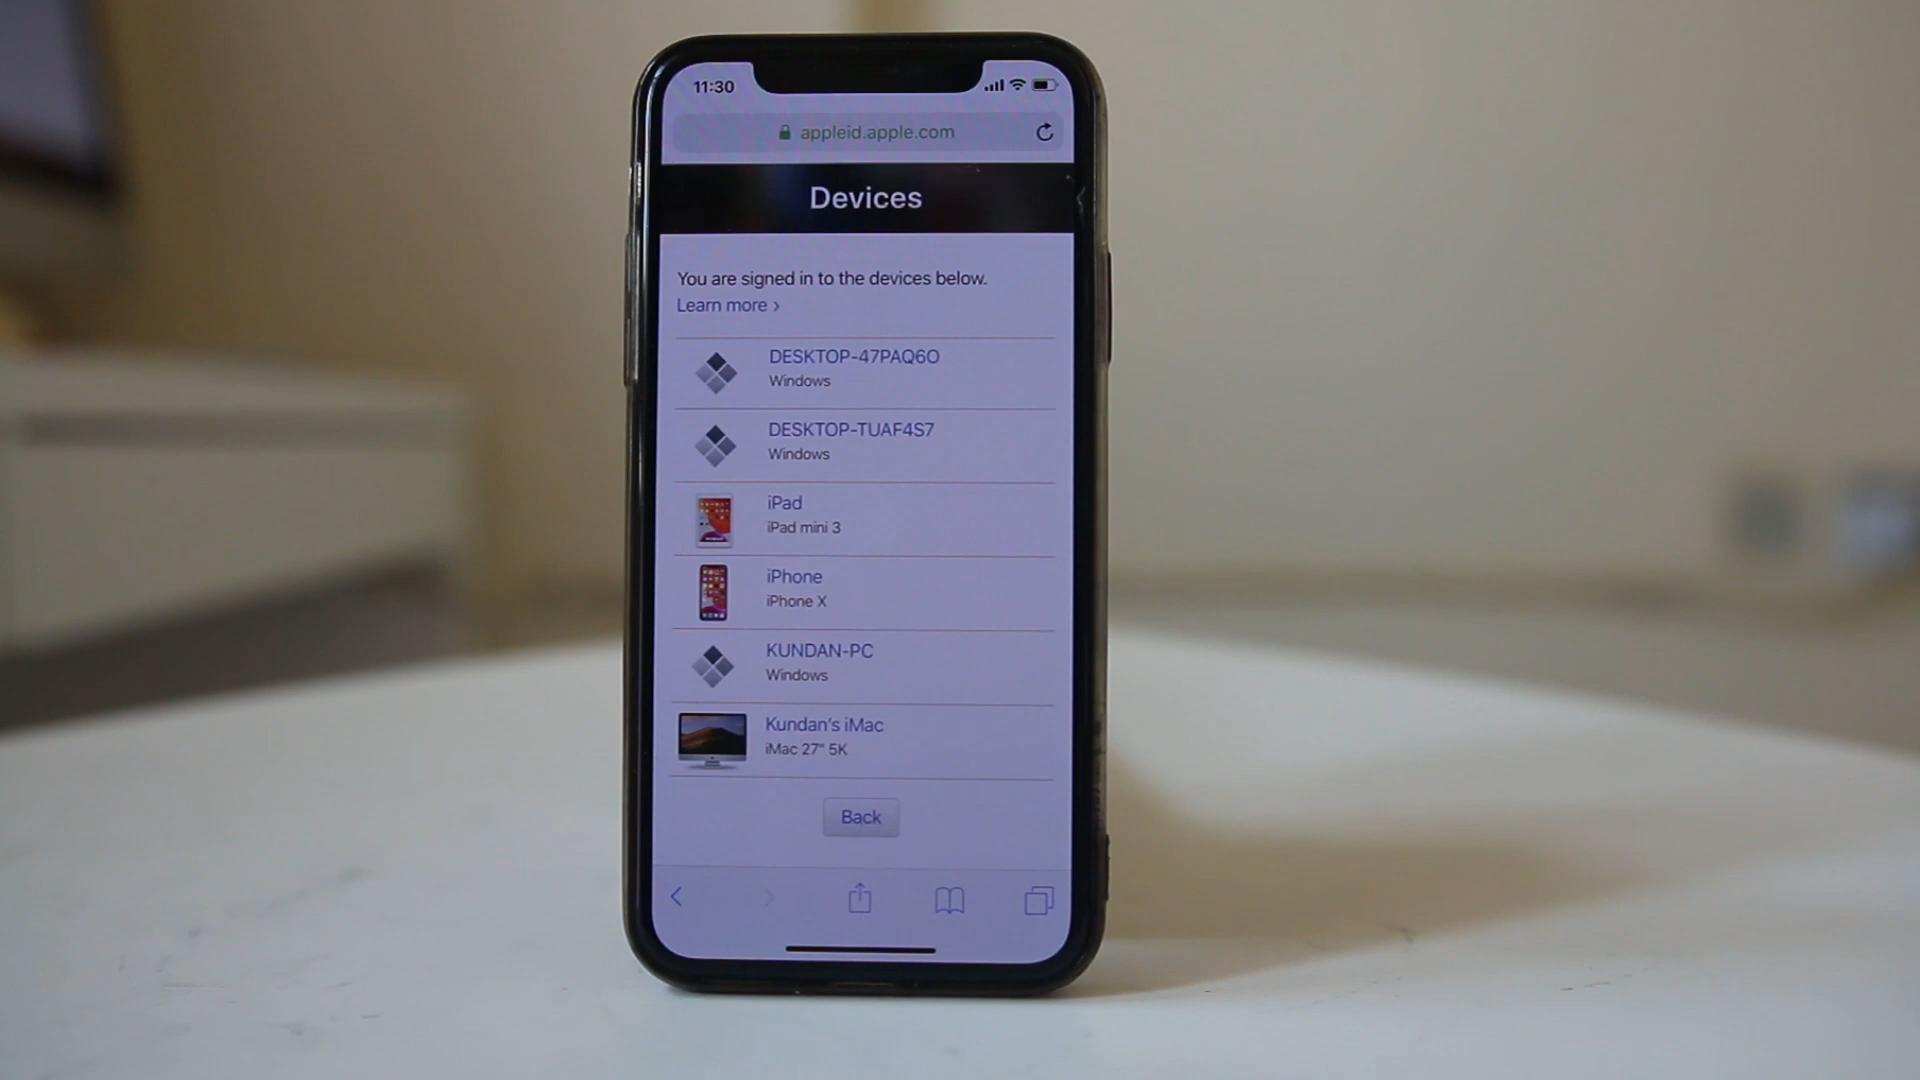 11:30
appleid.apple.com
Devices
You are signed in to the devices below.
Learn more ›
DESKTOP-47PAQ6O
Windows
DESKTOP-TUAF4S7
Windows
iPad
iPad mini 3
iPhone
iPhone X
KUNDAN-PC
Windows
Kundan's iMac
iMac 27" 5K
Back